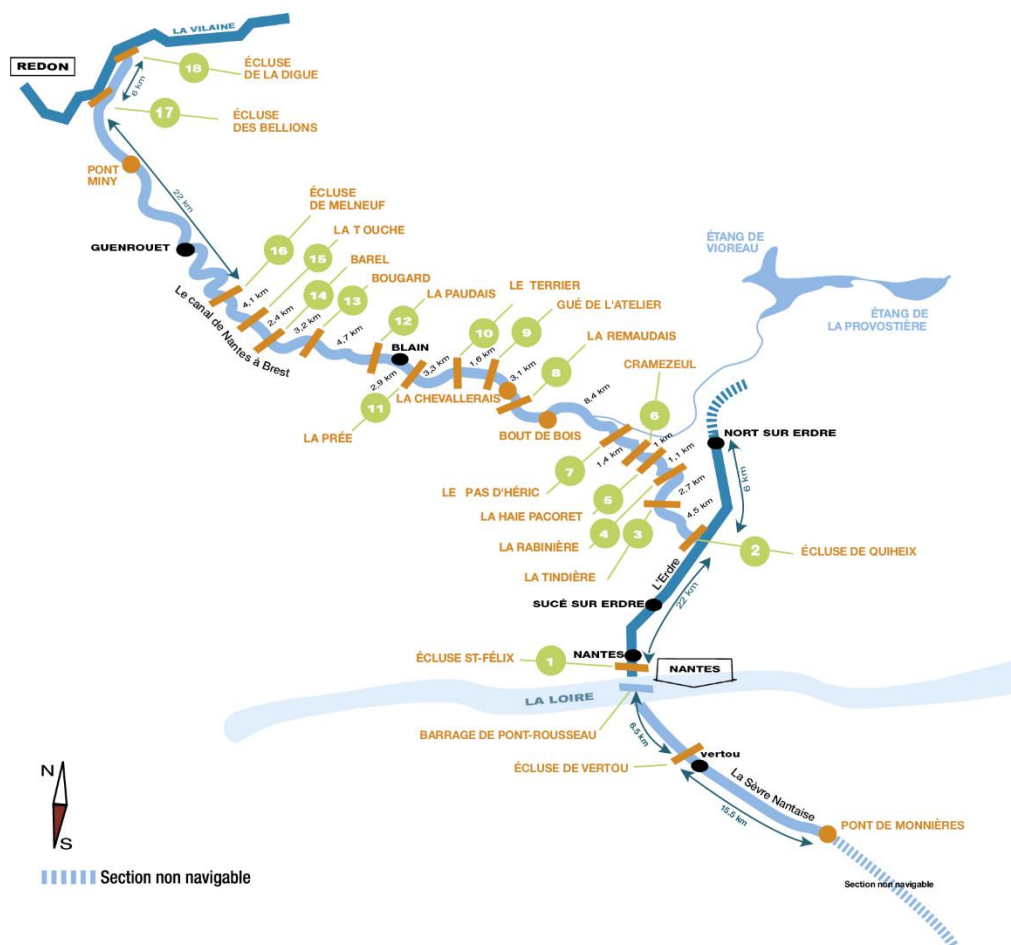 LA VILAINE
REDON
18
ÉCLUSE
DE LA DIGUE
6 km
17
ÉCLUSE
DES BELLIONS
PONT
MINY
22 km
ÉCLUSE
DE MELNEUF
GUENROUET
16
LA T OUCHE
15
BAREL
14
BOUGARD
13
LA PAUDAIS
12
LE TERRIER
10
GUÉ DE L'ATELIER
9
LA REMAUDAIS
8
CRAMEZEUL
6
ÉTANG DE
VIOREAU
ÉTANG DE
LA PROVOSTIÈRE
4,1 km
2,4 km
3,2 km
4,7 km
BLAIN
2,9 km
3,3 km
1,6 km
3,1 km
8,4 km
Le canal de Nantes à Brest
LA CHEVALLERAIS
11
LA PRÉE
BOUT DE BOIS
NORT SUR ERDRE
1 km
1,4 km
1,1 km
7
LE PAS D'HÉRIC
2,7 km
6 km
5
LA HAIE PACORET
4,5 km
4
3
LA RABINIÈRE
2
ÉCLUSE DE QUIHEIX
LA TINDIÈRE
L'Erdre
22 km
SUCÉ SUR ERDRE
ÉCLUSE ST-FÉLIX
1
NANTES
NANTES
LA LOIRE
BARRAGE DE PONT-ROUSSEAU
6.5 km
vertou
ÉCLUSE DE VERTOU
La Sèvre Nantaise
15.5 km
PONT DE MONNIÈRES
N
S
Section non navigable
Section non navigable